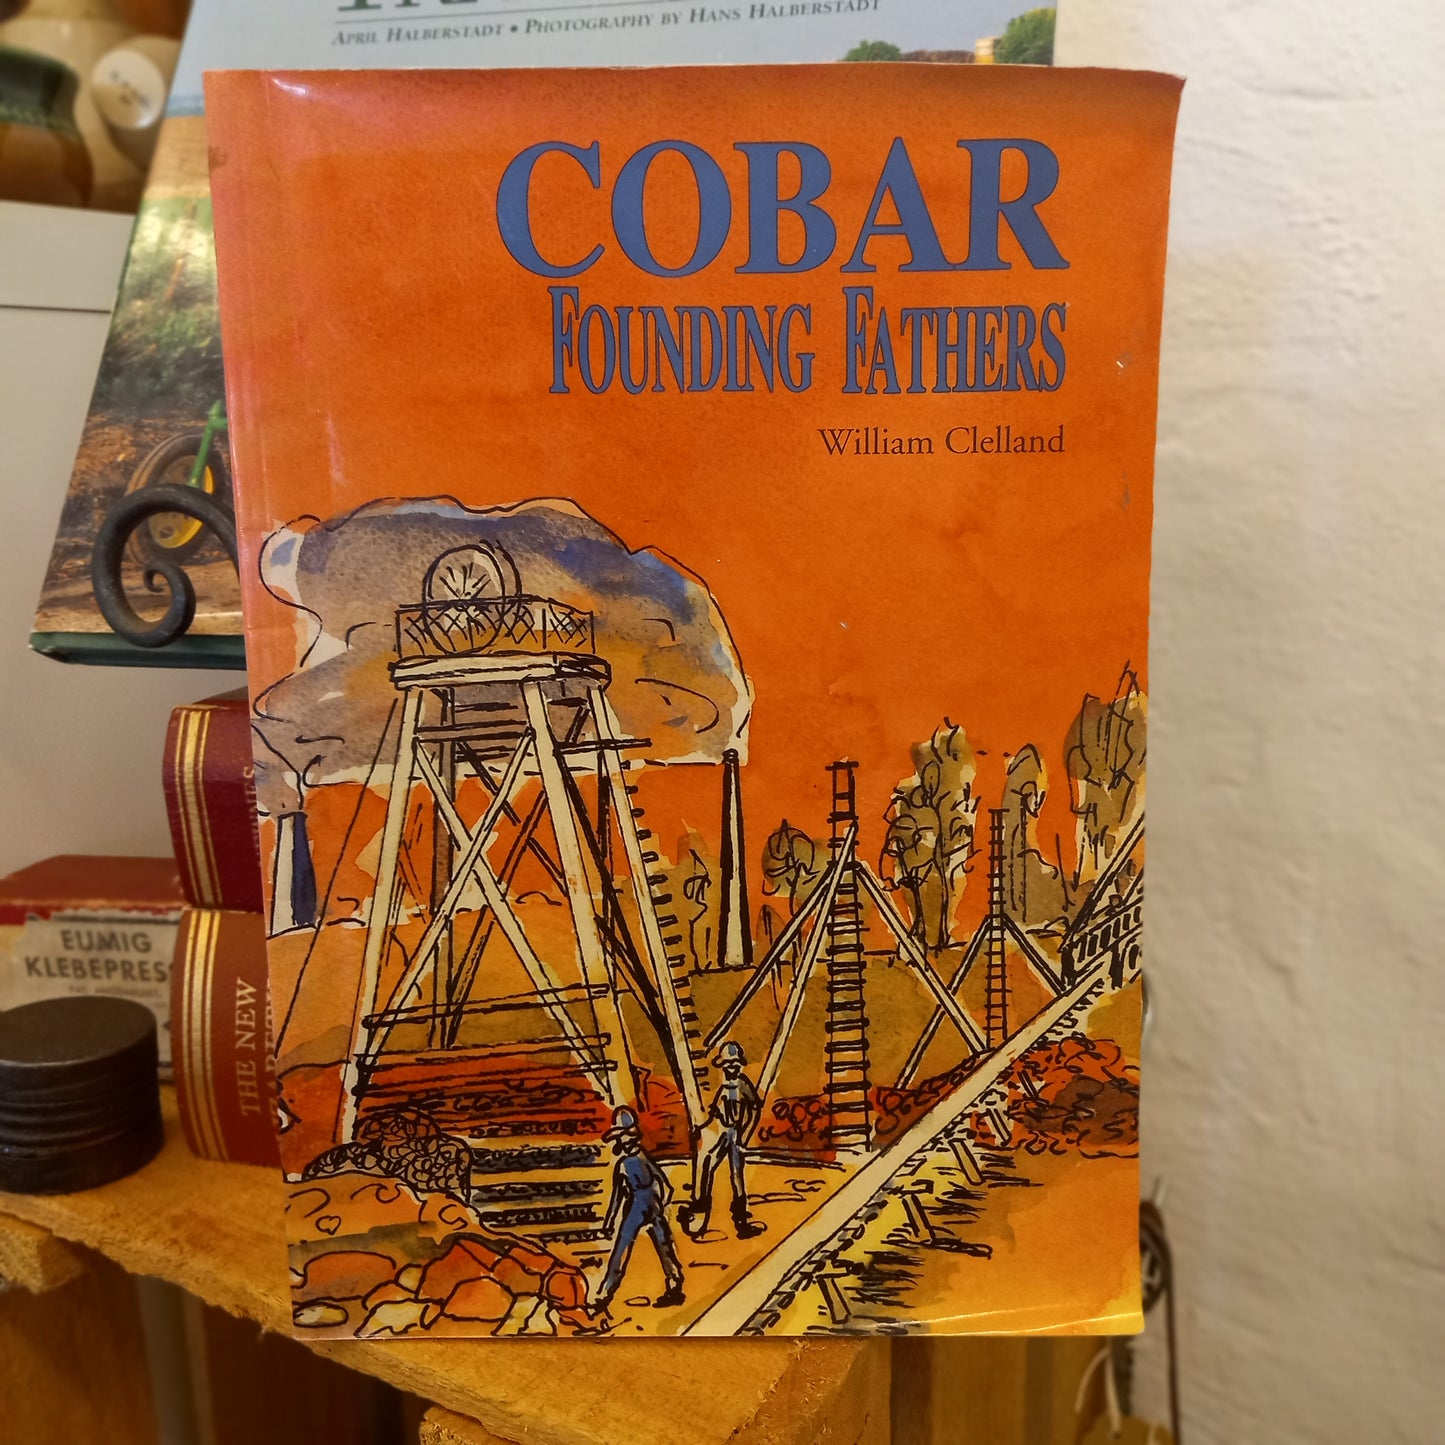 APRIL HALBERSTADT • PHOTOGRAPHY BY HANS HALBERSTADT
COBAR
FOUNDING FATHERS
William Clelland
EUMIG
KLEBEPRESS
THE NEW